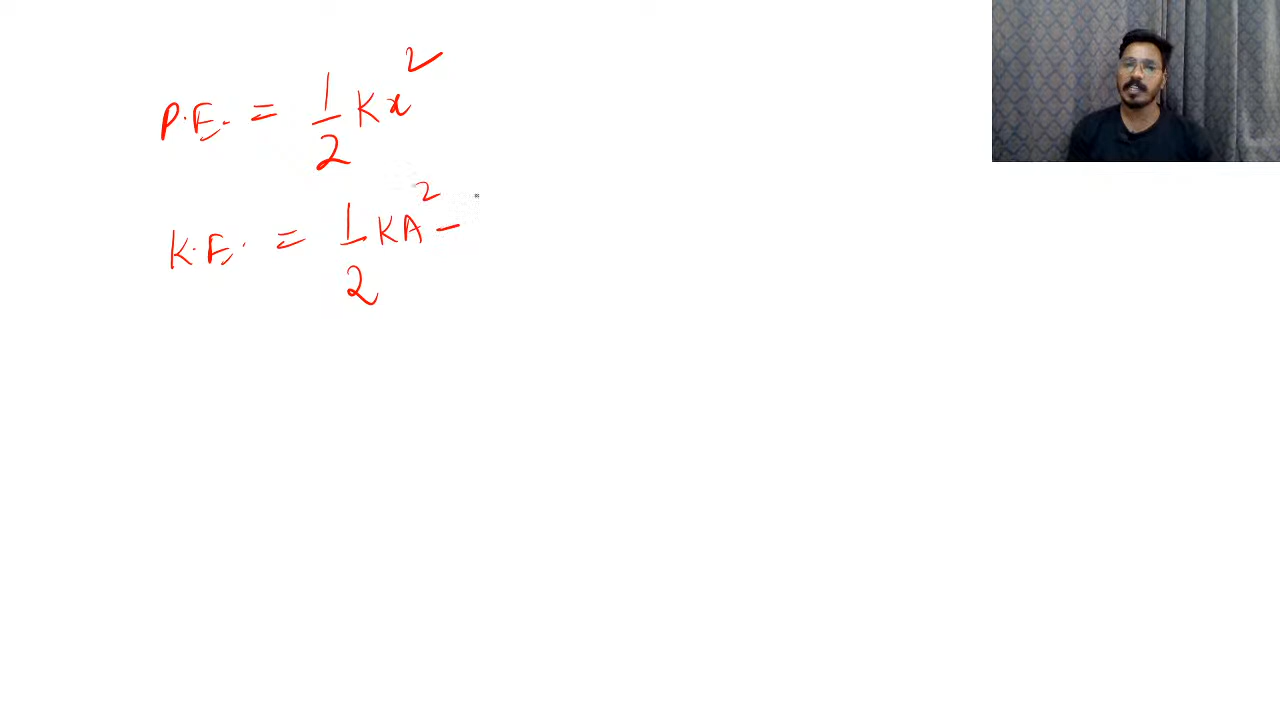 P.E. = 1/2 Kx²
K.E. = 1/2 KA² -